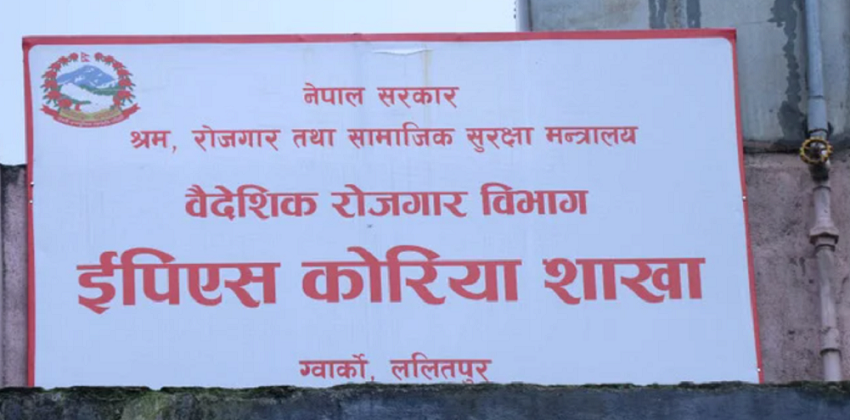 नेपाल सरकार
श्रम, रोजगार तथा सामाजिक सुरक्षा मन्त्रालय
वैदेशिक रोजगार विभाग
ईपिएस कोरिया शाखा
ग्वार्को, ललितपुर